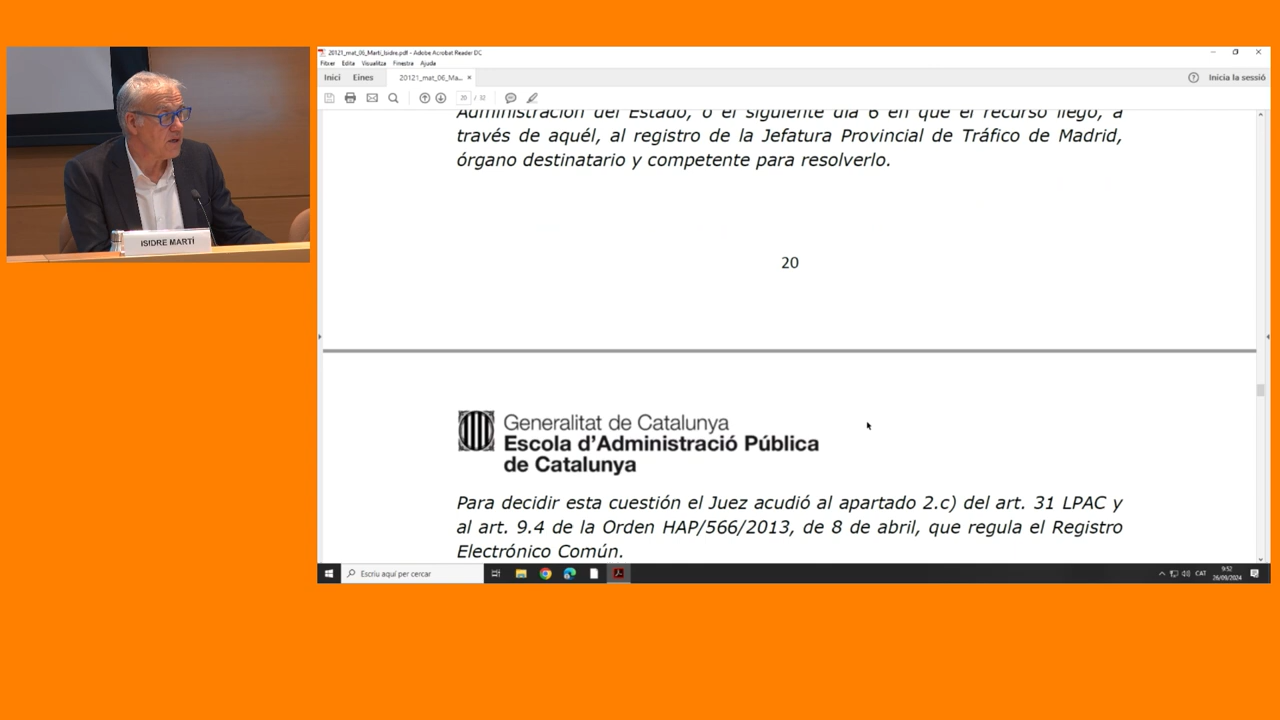 20121_mat_06_Martí_Isidre.pdf - Adobe Acrobat Reader DC
Fitxer Edita Visualitza Finestra Ajuda
Inici Eines 20121_mat_06_Ma... × Inicia la sessió
20 / 32
Administración del Estado, o el siguiente día 6 en que el recurso llegó, a
través de aquél, al registro de la Jefatura Provincial de Tráfico de Madrid,
órgano destinatario y competente para resolverlo.
ISIDRE MARTÍ
20
Generalitat de Catalunya
Escola d'Administració Pública
de Catalunya
Para decidir esta cuestión el Juez acudió al apartado 2.c) del art. 31 LPAC y
al art. 9.4 de la Orden HAP/566/2013, de 8 de abril, que regula el Registro
Electrónico Común.
Escriu aquí per cercar
CAT
9:52
26/09/2024